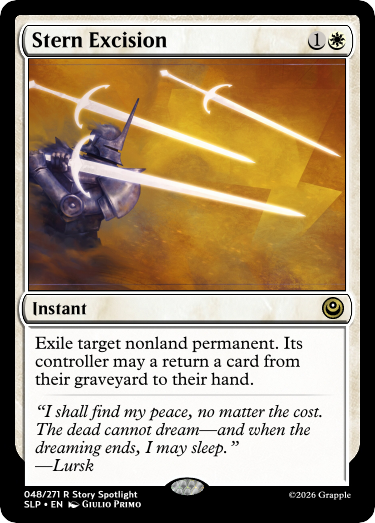 Stern Excision 1
Instant
Exile target nonland permanent. Its
controller may a return a card from
their graveyard to their hand.
“I shall find my peace, no matter the cost.
The dead cannot dream—and when the
dreaming ends, I may sleep.”
—Lursk
048/271 R Story Spotlight
SLP • EN Giulio Primo
©2026 Grapple